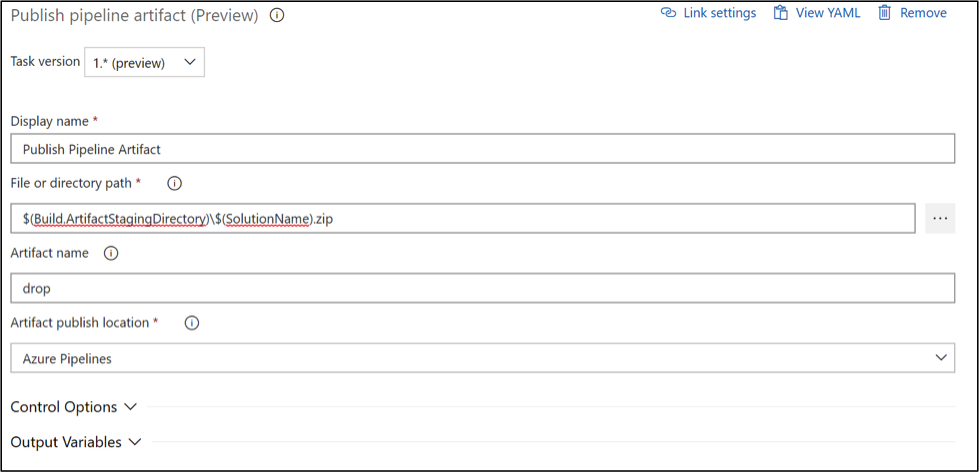 Publish pipeline artifact (Preview)
Link settings
View YAML
Remove
Task version
1.* (preview)
Display name *
Publish Pipeline Artifact
File or directory path *
$(Build.ArtifactStagingDirectory)\$(SolutionName).zip
...
Artifact name
drop
Artifact publish location *
Azure Pipelines
Control Options
Output Variables